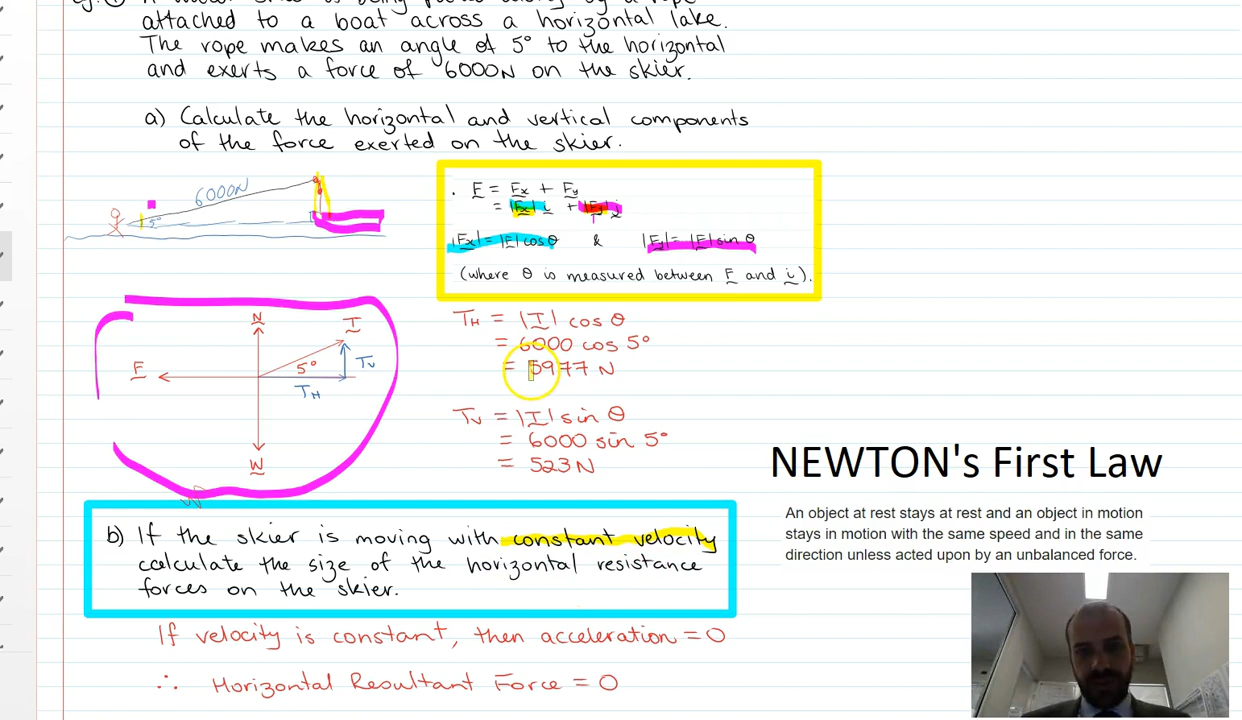 attached to a boat across a horizontal lake.
The rope makes an angle of 5° to the horizontal
and exerts a force of 6000N on the skier.
a) Calculate the horizontal and vertical components
of the force exerted on the skier.
6000N
5°
. F = Fx + Fy
= |Fx| i + |Fy| j
|Fx| = |F| cos θ & |Fy| = |F| sin θ
(where θ is measured between F and i).
N
T
F
5°
Tv
TH
W
TH = |T| cos θ
= 6000 cos 5°
= 5977 N
Tv = |T| sin θ
= 6000 sin 5°
= 523 N
NEWTON's First Law
An object at rest stays at rest and an object in motion
stays in motion with the same speed and in the same
direction unless acted upon by an unbalanced force.
b) If the skier is moving with constant velocity
calculate the size of the horizontal resistance
forces on the skier.
If velocity is constant, then acceleration = 0
∴ Horizontal Resultant Force = 0